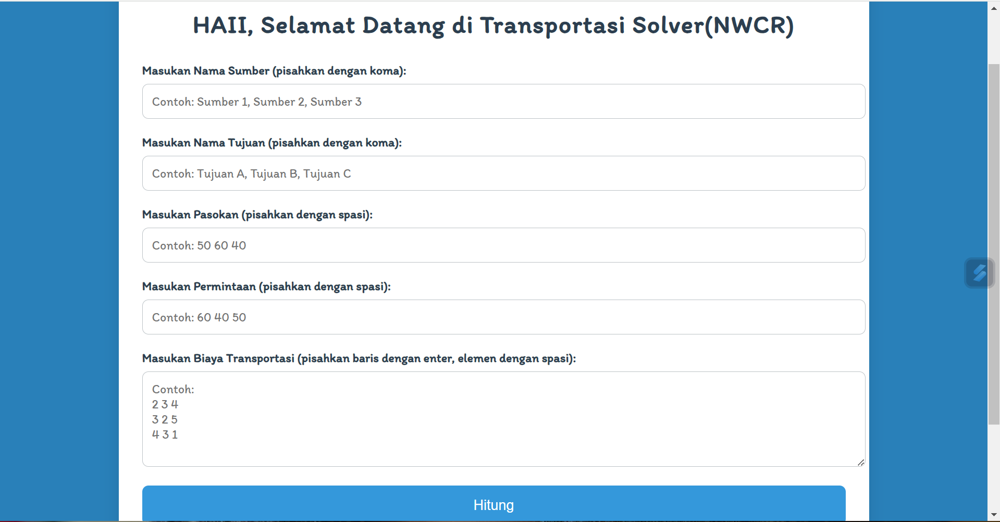 HAII, Selamat Datang di Transportasi Solver(NWCR)
Masukan Nama Sumber (pisahkan dengan koma):
Contoh: Sumber 1, Sumber 2, Sumber 3
Masukan Nama Tujuan (pisahkan dengan koma):
Contoh: Tujuan A, Tujuan B, Tujuan C
Masukan Pasokan (pisahkan dengan spasi):
Contoh: 50 60 40
Masukan Permintaan (pisahkan dengan spasi):
Contoh: 60 40 50
Masukan Biaya Transportasi (pisahkan baris dengan enter, elemen dengan spasi):
Contoh:
2 3 4
3 2 5
4 3 1
Hitung